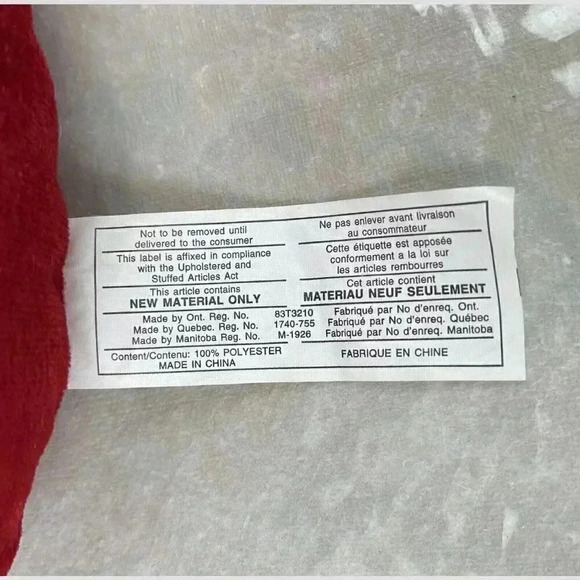 Not to be removed until
delivered to the consumer
This label is affixed in compliance
with the Upholstered and
Stuffed Articles Act
This article contains
NEW MATERIAL ONLY
Made by Ont. Reg. No. 83T3210
Made by Quebec. Reg. No. 1740-755
Made by Manitoba Reg. No. M-1926
Content/Contenu: 100% POLYESTER
MADE IN CHINA
Ne pas enlever avant livraison
au consommateur
Cette étiquette est apposée
conformement a la loi sur
les articles rembourres
Cet article contient
MATERIAU NEUF SEULEMENT
Fabriqué par No d'enreq. Ont.
Fabriqué par No d'enreq. Québec
Fabriqué par No d'enreq. Manitoba
FABRIQUE EN CHINE